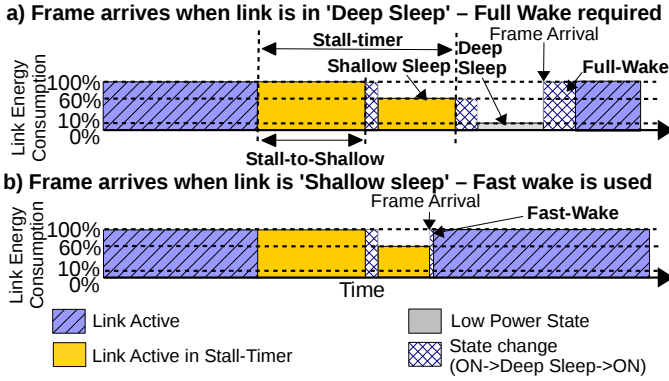 a) Frame arrives when link is in 'Deep Sleep' – Full Wake required
Stall-timer
Deep
Sleep
Frame Arrival
Shallow Sleep
Full-Wake
Link Energy
Consumption
100%
60%
10%
0%
Stall-to-Shallow
b) Frame arrives when link is 'Shallow sleep' – Fast wake is used
Frame Arrival
Fast-Wake
Link Energy
Consumption
100%
60%
10%
0%
Time
Link Active
Low Power State
Link Active in Stall-Timer
State change
(ON->Deep Sleep->ON)